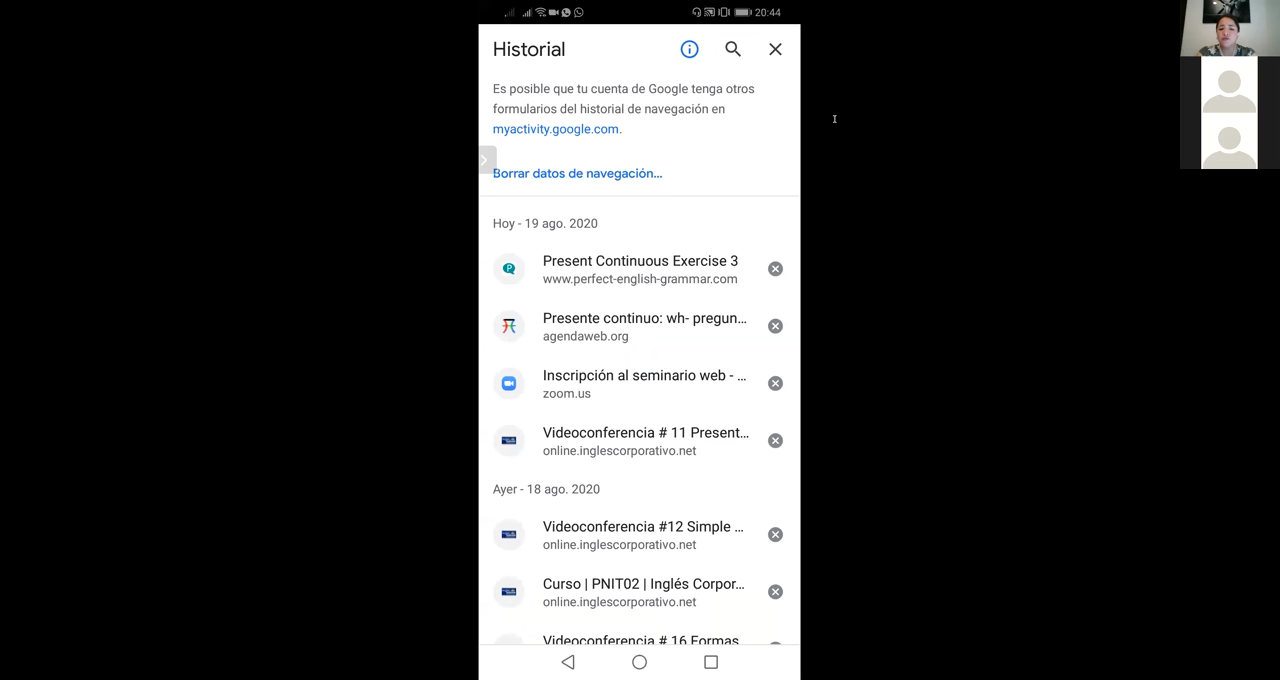 20:44
Historial
Es posible que tu cuenta de Google tenga otros
formularios del historial de navegación en
myactivity.google.com.
Borrar datos de navegación...
Hoy - 19 ago. 2020
Present Continuous Exercise 3
www.perfect-english-grammar.com
Presente continuo: wh- pregun...
agendaweb.org
Inscripción al seminario web - ...
zoom.us
Videoconferencia # 11 Present...
online.inglescorporativo.net
Ayer - 18 ago. 2020
Videoconferencia #12 Simple ...
online.inglescorporativo.net
Curso | PNIT02 | Inglés Corpor...
online.inglescorporativo.net
Videoconferencia # 16 Formas